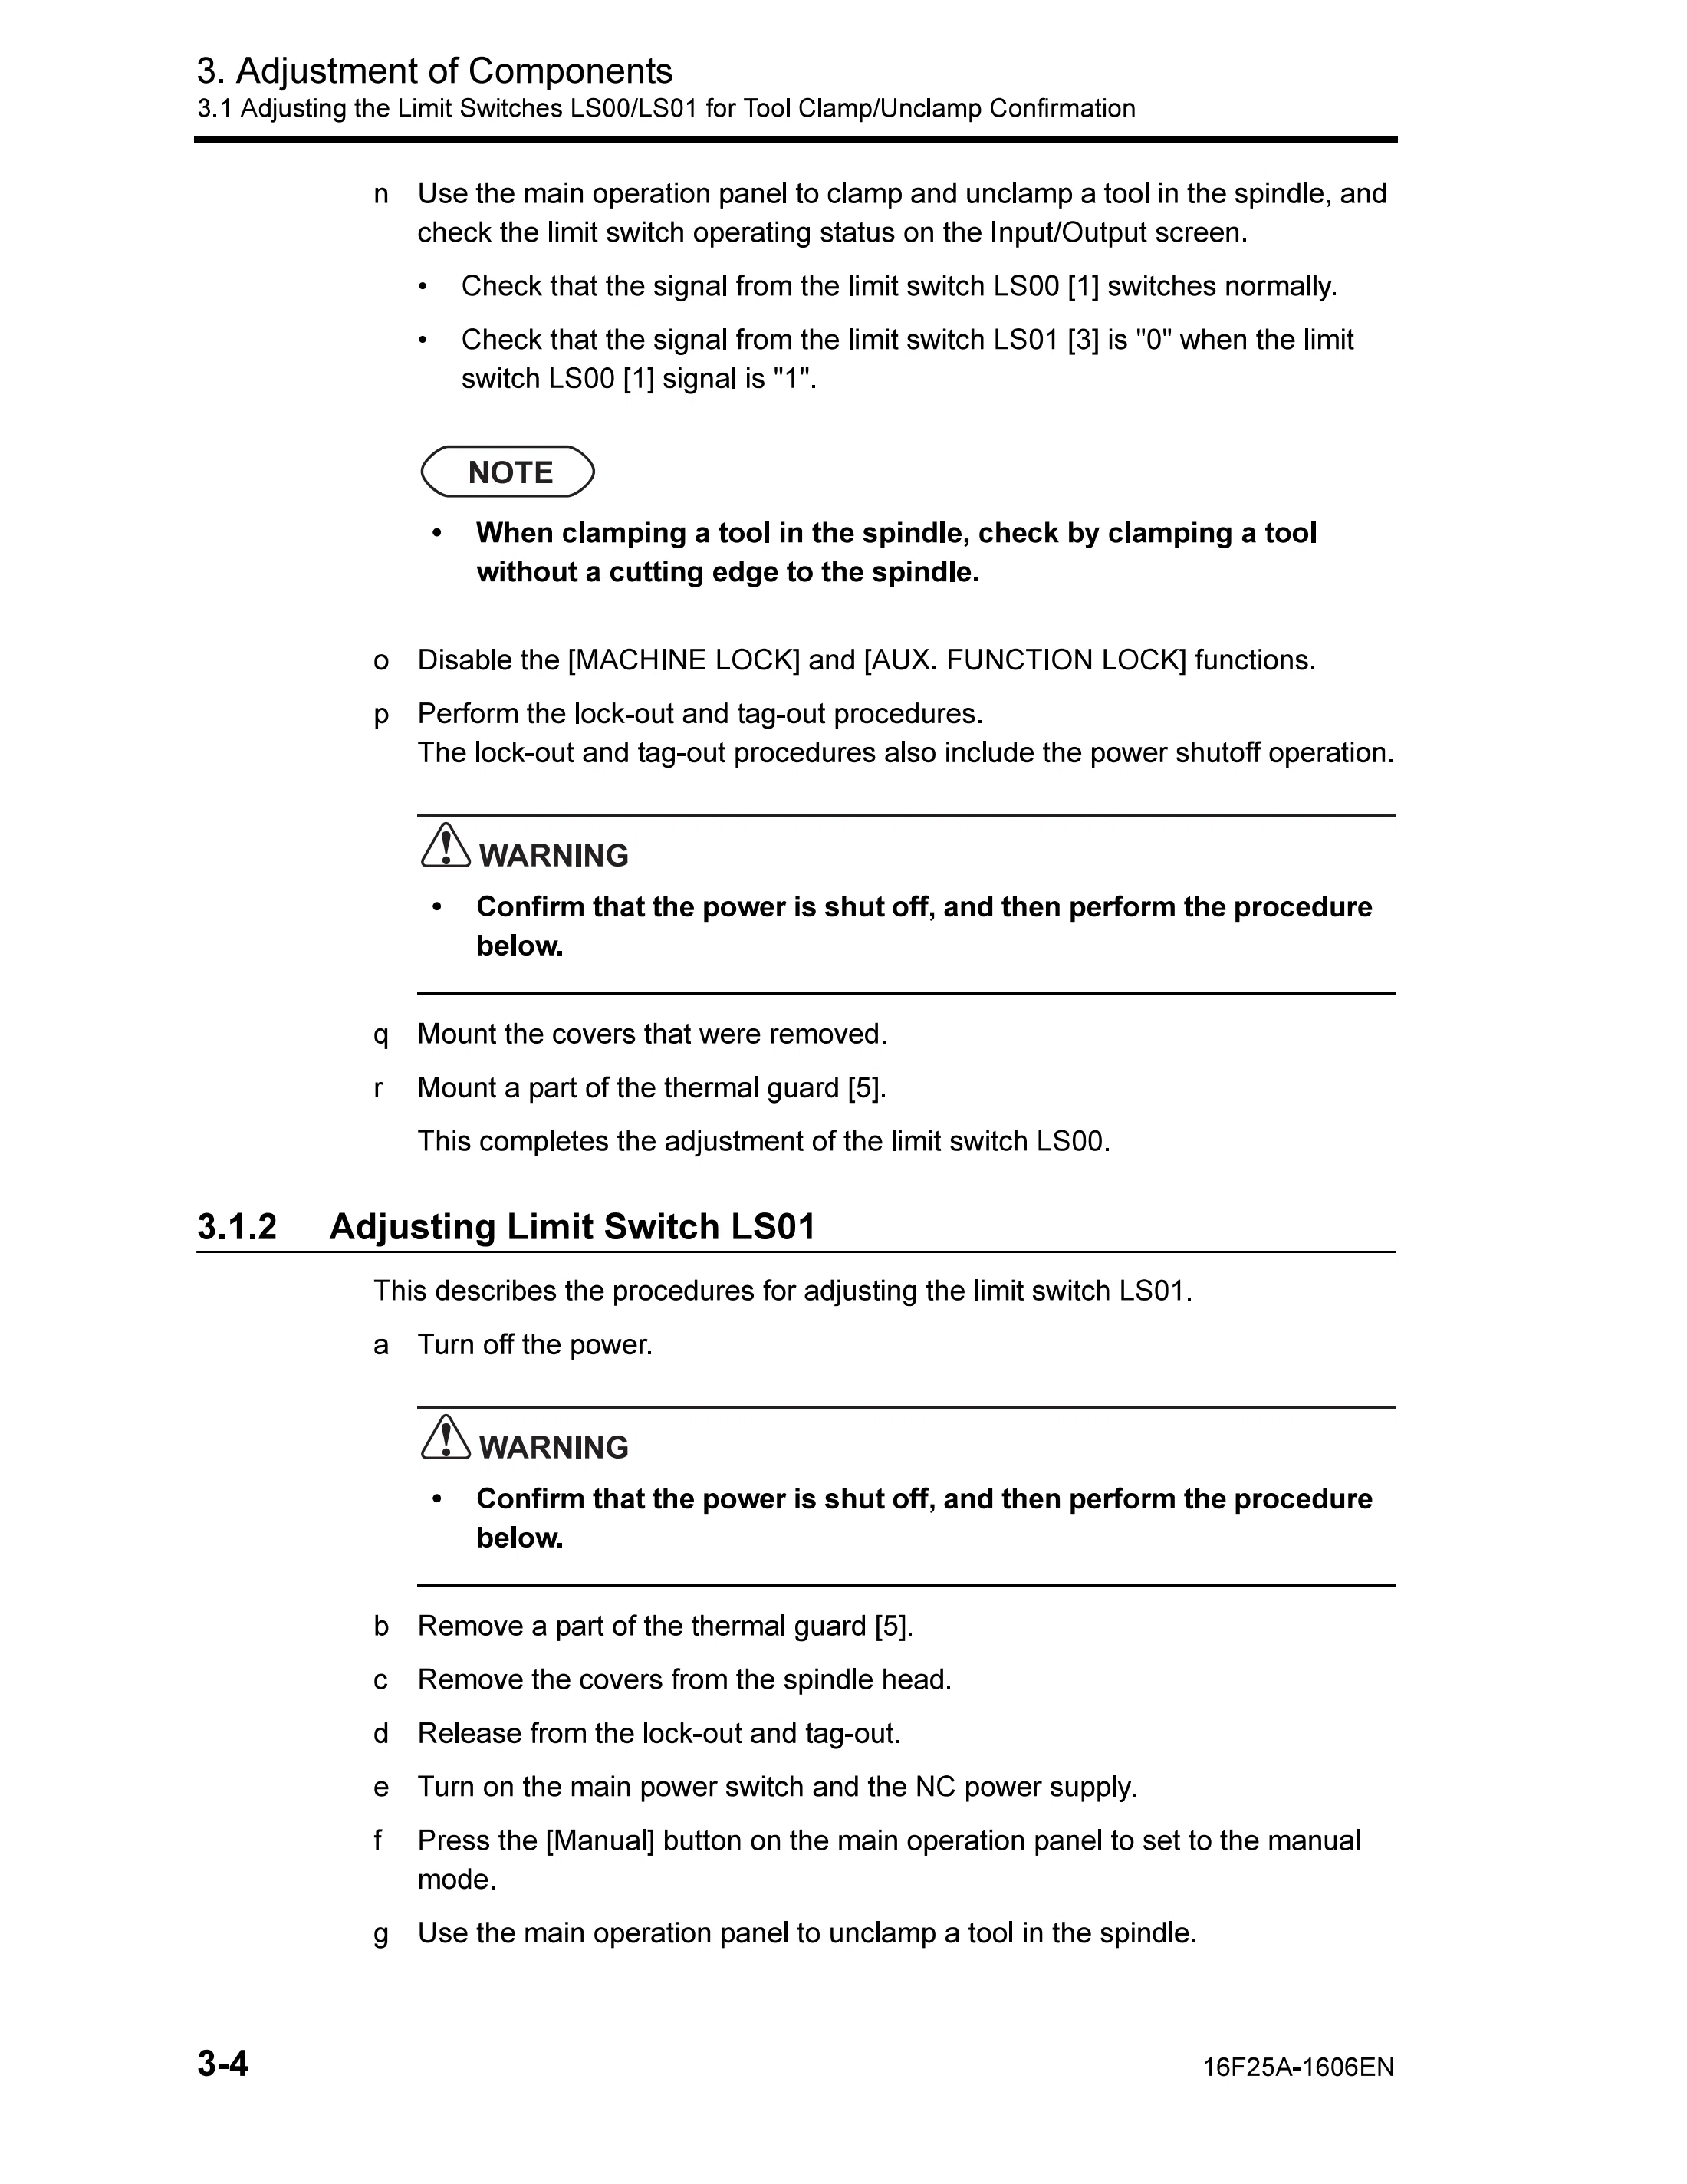 3. Adjustment of Components
3.1 Adjusting the Limit Switches LS00/LS01 for Tool Clamp/Unclamp Confirmation
n Use the main operation panel to clamp and unclamp a tool in the spindle, and
check the limit switch operating status on the Input/Output screen.
• Check that the signal from the limit switch LS00 [1] switches normally.
• Check that the signal from the limit switch LS01 [3] is "0" when the limit
switch LS00 [1] signal is "1".
NOTE
• When clamping a tool in the spindle, check by clamping a tool
without a cutting edge to the spindle.
o Disable the [MACHINE LOCK] and [AUX. FUNCTION LOCK] functions.
p Perform the lock-out and tag-out procedures.
The lock-out and tag-out procedures also include the power shutoff operation.
WARNING
• Confirm that the power is shut off, and then perform the procedure
below.
q Mount the covers that were removed.
r Mount a part of the thermal guard [5].
This completes the adjustment of the limit switch LS00.
3.1.2 Adjusting Limit Switch LS01
This describes the procedures for adjusting the limit switch LS01.
a Turn off the power.
WARNING
• Confirm that the power is shut off, and then perform the procedure
below.
b Remove a part of the thermal guard [5].
c Remove the covers from the spindle head.
d Release from the lock-out and tag-out.
e Turn on the main power switch and the NC power supply.
f Press the [Manual] button on the main operation panel to set to the manual
mode.
g Use the main operation panel to unclamp a tool in the spindle.
3-4
16F25A-1606EN